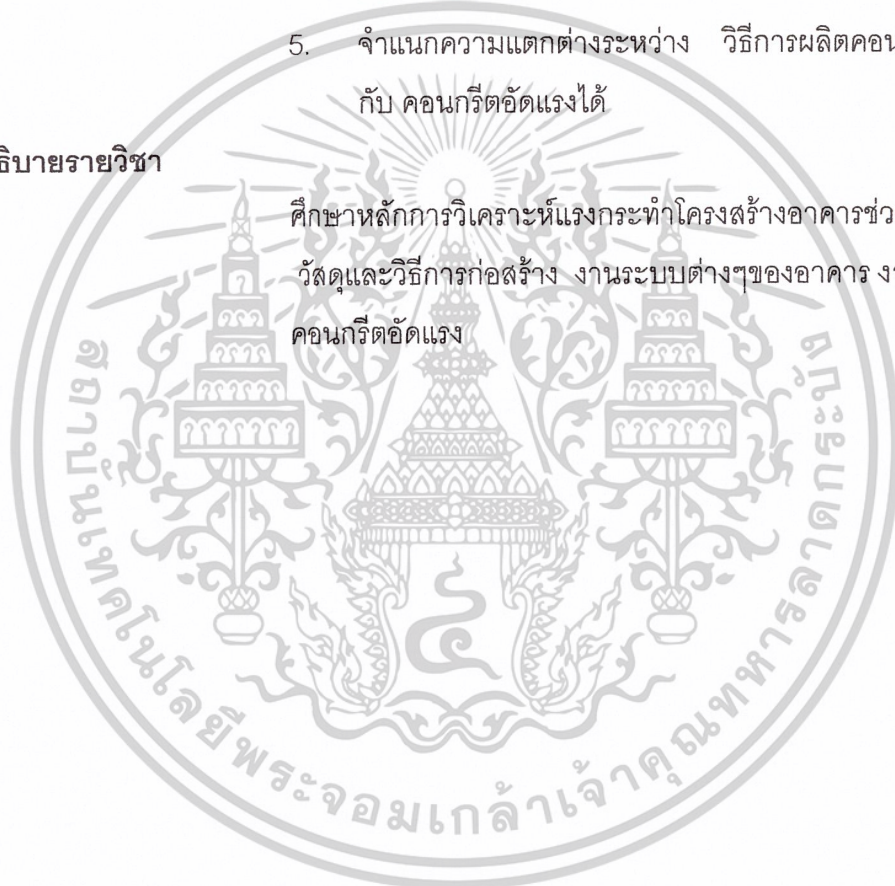 5. จำแนกความแตกต่างระหว่าง วิธีการผลิตคอน
กับ คอนกรีตอัดแรงได้
ธิบายรายวิชา
ศึกษาหลักการวิเคราะห์แรงกระทำโครงสร้างอาคารช่ว
วัสดุและวิธีการก่อสร้าง งานระบบต่างๆของอาคาร ง
คอนกรีตอัดแรง
สถาบันเทคโนโลยีพระจอมเกล้าเจ้าคุณทหารลาดกระบัง